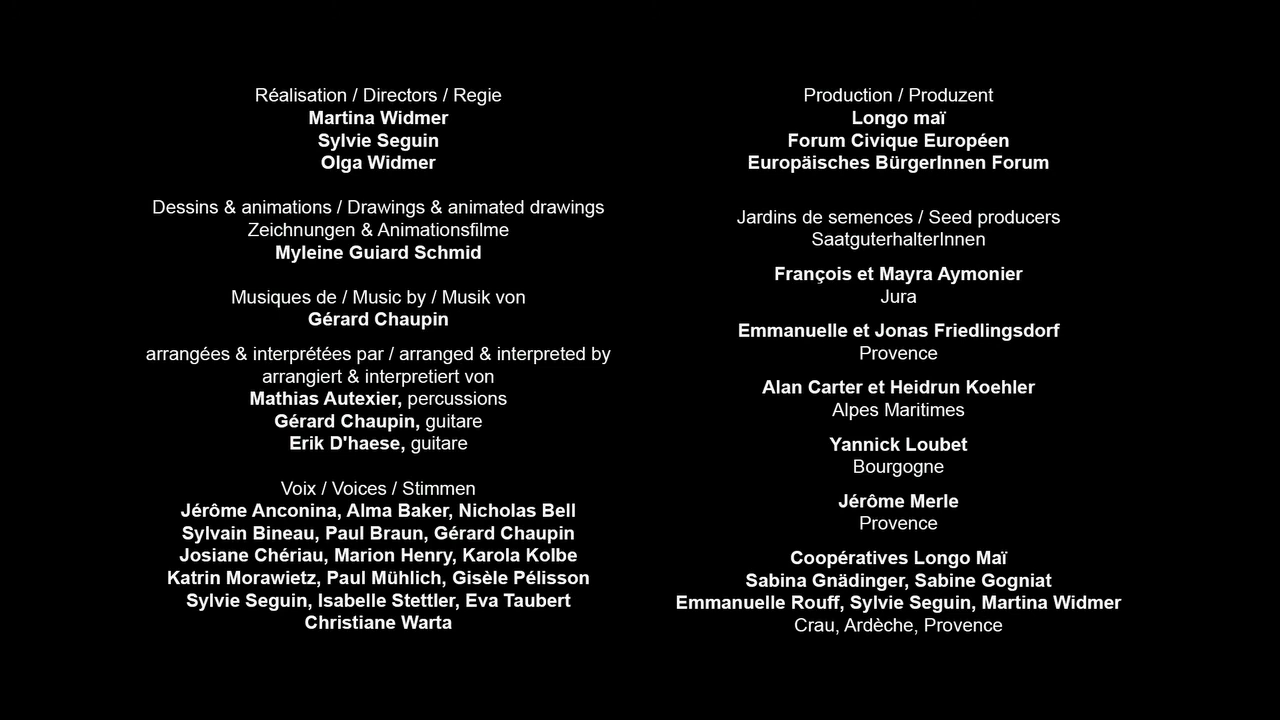 Réalisation / Directors / Regie
Martina Widmer
Sylvie Seguin
Olga Widmer
Dessins & animations / Drawings & animated drawings
Zeichnungen & Animationsfilme
Myleine Guiard Schmid
Musiques de / Music by / Musik von
Gérard Chaupin
arrangées & interprétées par / arranged & interpreted by
arrangiert & interpretiert von
Mathias Autexier, percussions
Gérard Chaupin, guitare
Erik D'haese, guitare
Voix / Voices / Stimmen
Jérôme Anconina, Alma Baker, Nicholas Bell
Sylvain Bineau, Paul Braun, Gérard Chaupin
Josiane Chériau, Marion Henry, Karola Kolbe
Katrin Morawietz, Paul Mühlich, Gisèle Pélisson
Sylvie Seguin, Isabelle Stettler, Eva Taubert
Christiane Warta
Production / Produzent
Longo maï
Forum Civique Européen
Europäisches BürgerInnen Forum
Jardins de semences / Seed producers
SaatguterhalterInnen
François et Mayra Aymonier
Jura
Emmanuelle et Jonas Friedlingsdorf
Provence
Alan Carter et Heidrun Koehler
Alpes Maritimes
Yannick Loubet
Bourgogne
Jérôme Merle
Provence
Coopératives Longo Maï
Sabina Gnädinger, Sabine Gogniat
Emmanuelle Rouff, Sylvie Seguin, Martina Widmer
Crau, Ardèche, Provence